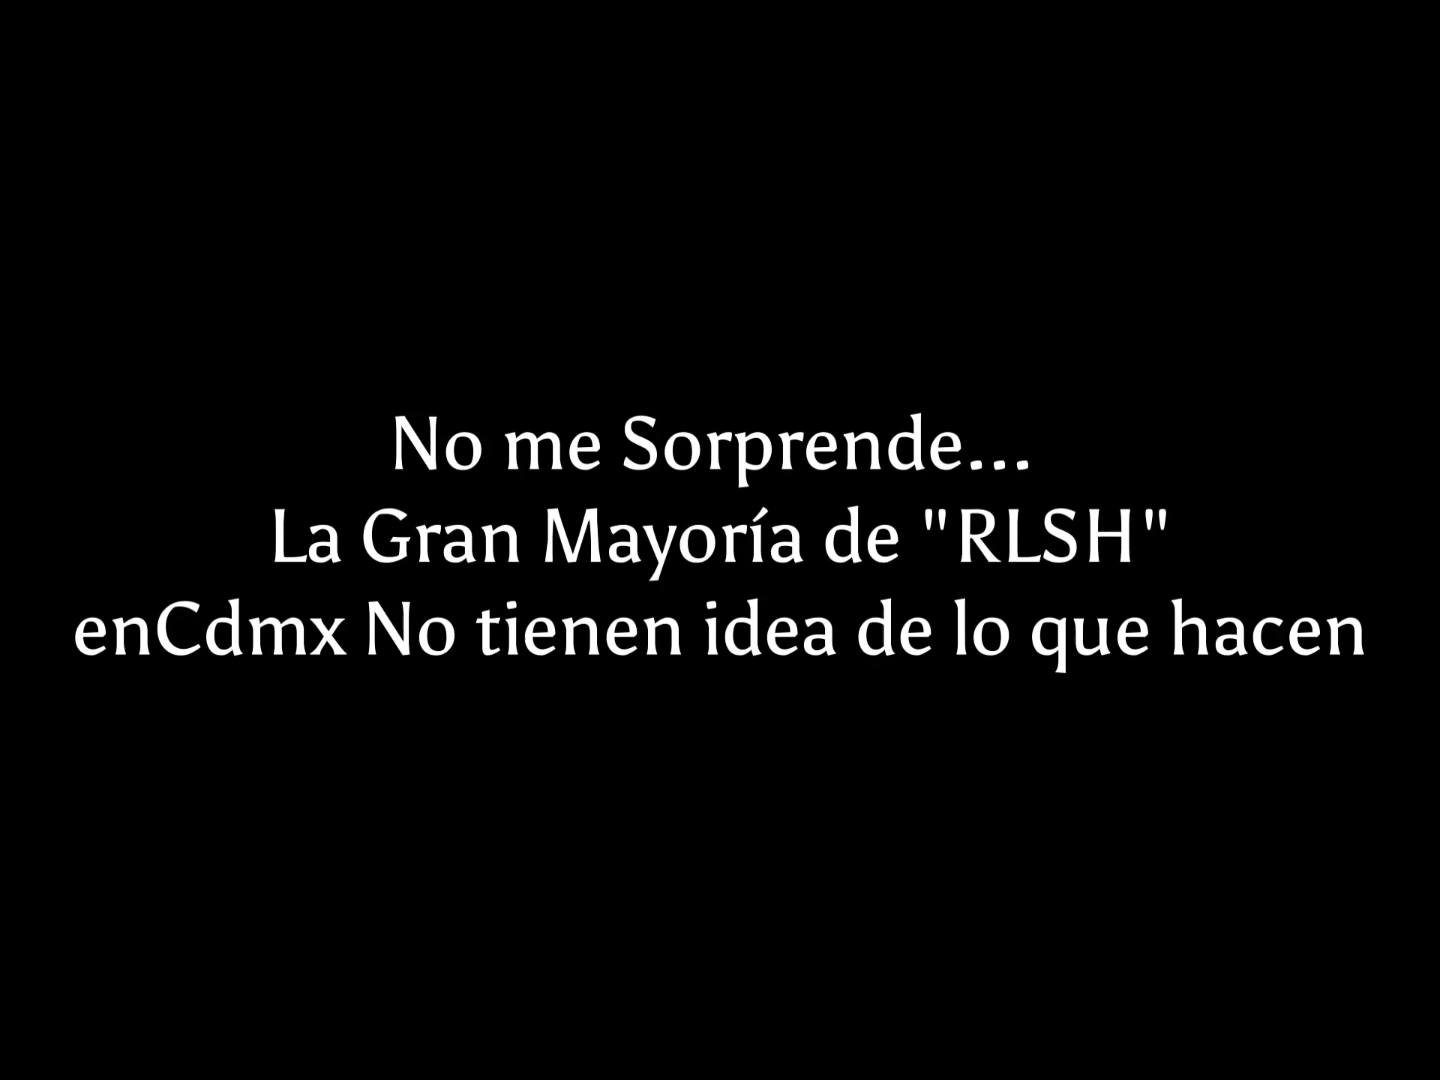 No me Sorprende...
La Gran Mayoría de "RLSH"
enCdmx No tienen idea de lo que hacen